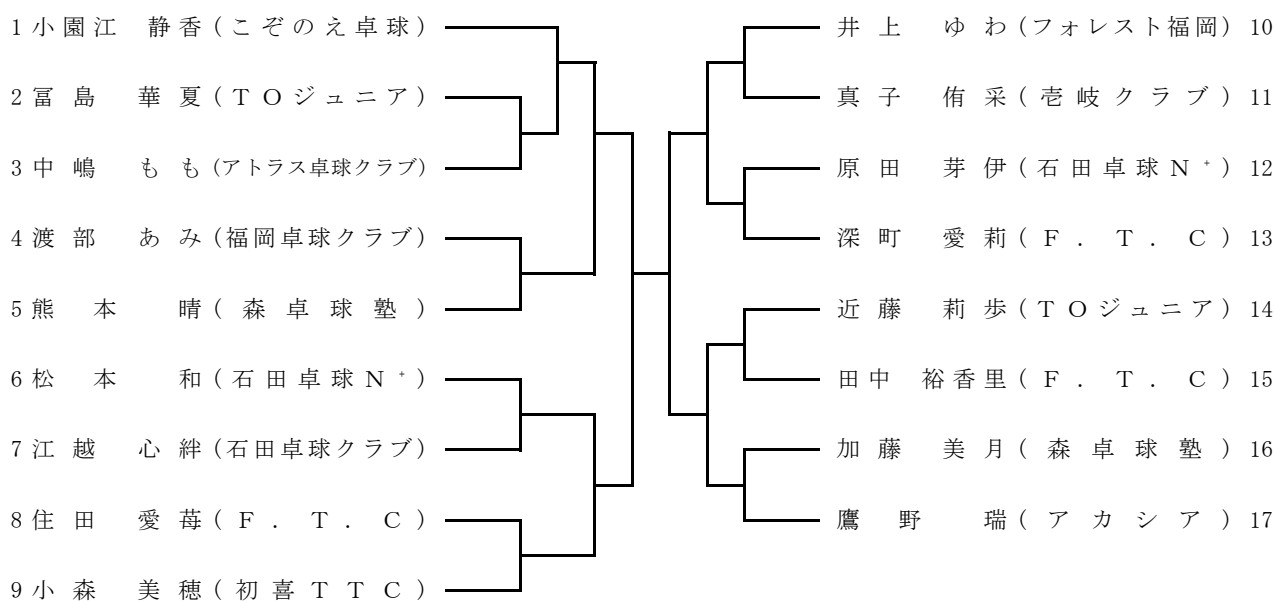 1 小園江 静香 (こぞのえ卓球)
2 冨島 華夏 (TOジュニア)
3 中嶋 もも (アトラス卓球クラブ)
4 渡部 あみ (福岡卓球クラブ)
5 熊本 晴 (森卓球塾)
6 松本 和 (石田卓球N⁺)
7 江越 心絆 (石田卓球クラブ)
8 住田 愛苺 (F.T.C)
9 小森 美穂 (初喜TTC)
井上 ゆわ (フォレスト福岡) 10
真子 侑采 (壱岐クラブ) 11
原田 芽伊 (石田卓球N⁺) 12
深町 愛莉 (F.T.C) 13
近藤 莉歩 (TOジュニア) 14
田中 裕香里 (F.T.C) 15
加藤 美月 (森卓球塾) 16
鷹野 瑞 (アカシア) 17